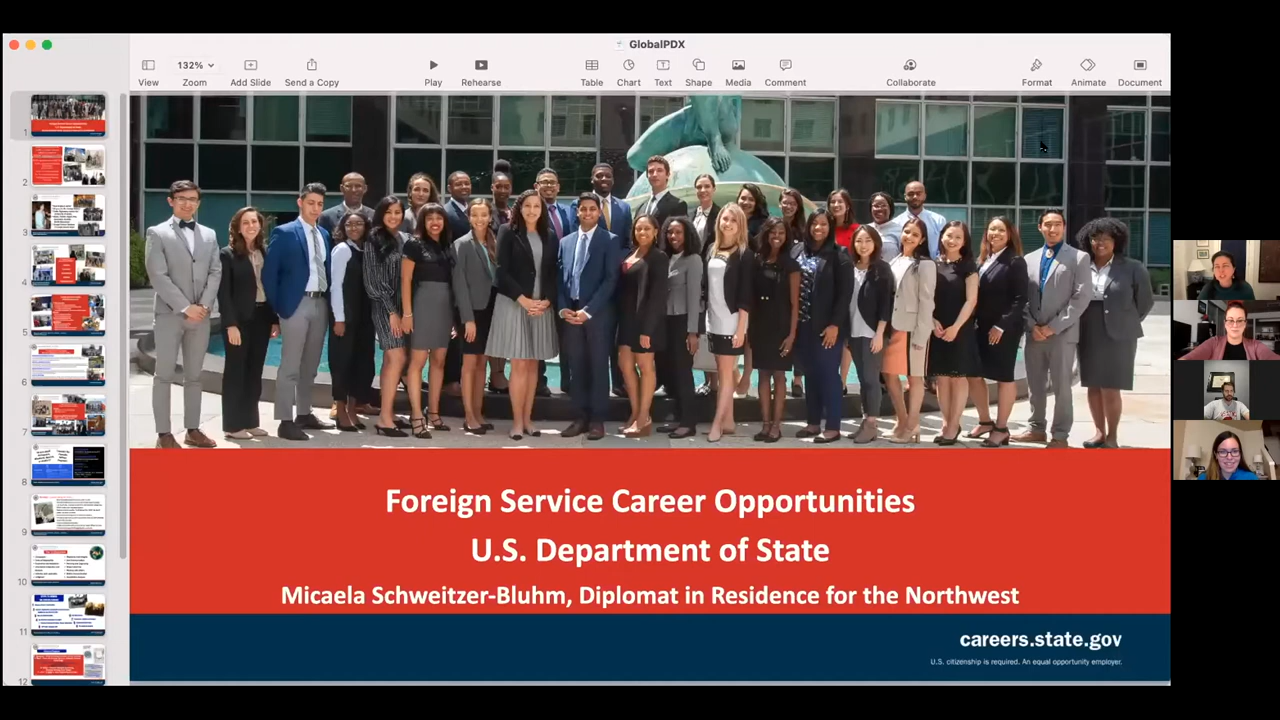 GlobalPDX
132%
View
Zoom
Add Slide
Send a Copy
Play
Rehearse
Table
Chart
Text
Shape
Media
Comment
Collaborate
Format
Animate
Document
1
2
3
4
5
6
7
8
9
10
11
12
Foreign Service Career Opportunities
U.S. Department of State
Micaela Schweitzer-Bluhm, Diplomat in Residence for the Northwest
careers.state.gov
U.S. citizenship is required. An equal opportunity employer.